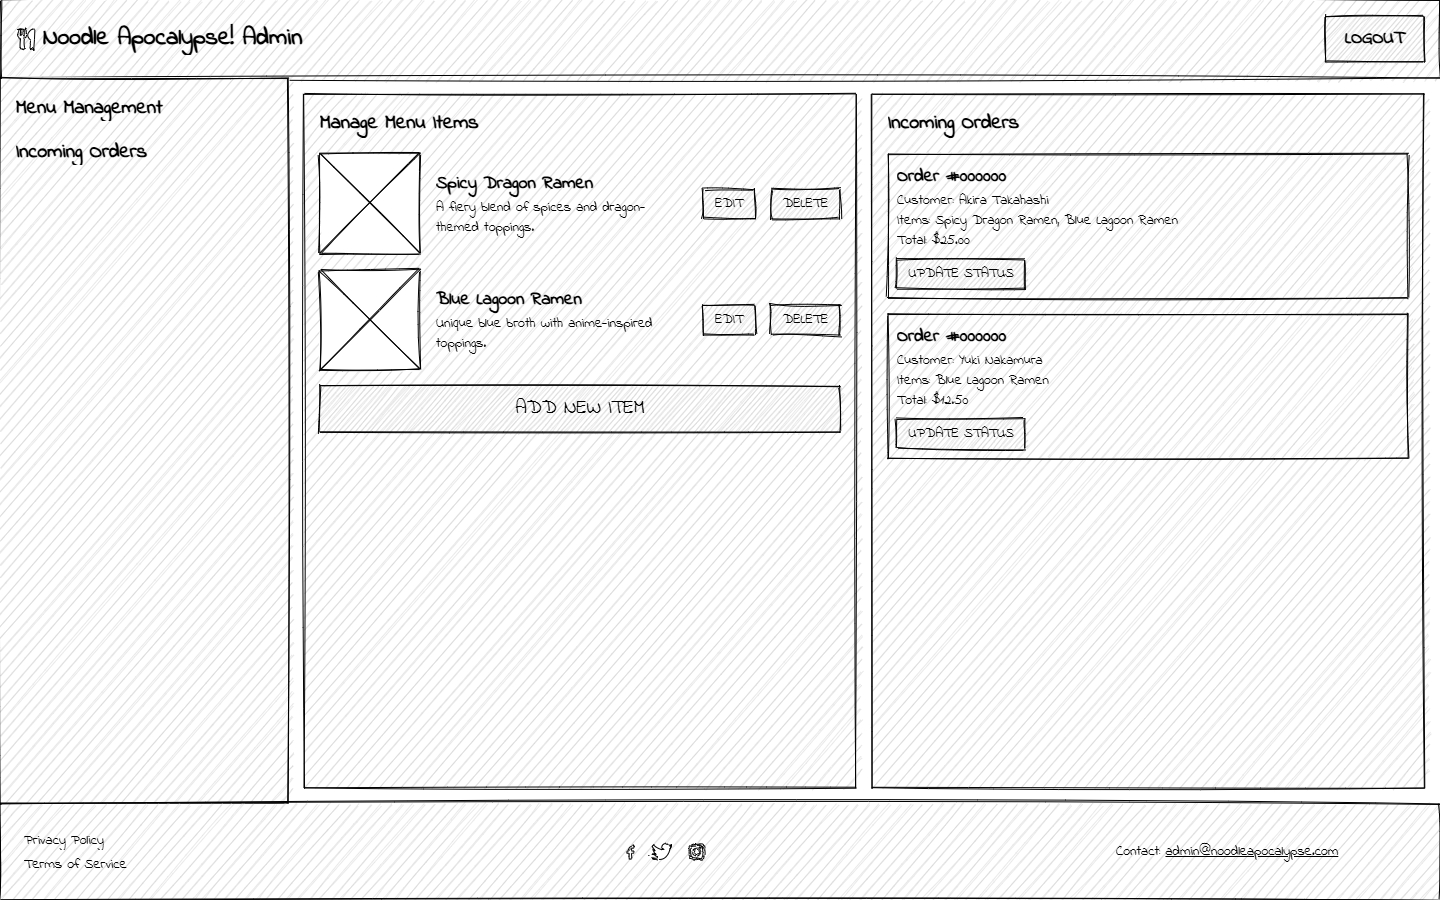 Noodle Apocalypse! Admin
LOGOUT
Menu Management
Incoming Orders
Manage Menu Items
Spicy Dragon Ramen
A fiery blend of spices and dragon-
themed toppings.
EDIT
DELETE
Blue Lagoon Ramen
Unique blue broth with anime-inspired
toppings.
EDIT
DELETE
ADD NEW ITEM
Incoming Orders
Order #000000
Customer: Akira Takahashi
Items: Spicy Dragon Ramen, Blue Lagoon Ramen
Total: $25.00
UPDATE STATUS
Order #000000
Customer: Yuki Nakamura
Items: Blue Lagoon Ramen
Total: $12.50
UPDATE STATUS
Privacy Policy
Terms of Service
Contact: admin@noodleapocalypse.com